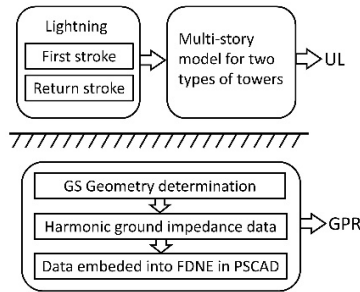 Lightning
First stroke
Return stroke
Multi-story
model for two
types of towers
UL
GS Geometry determination
Harmonic ground impedance data
Data embeded into FDNE in PSCAD
GPR